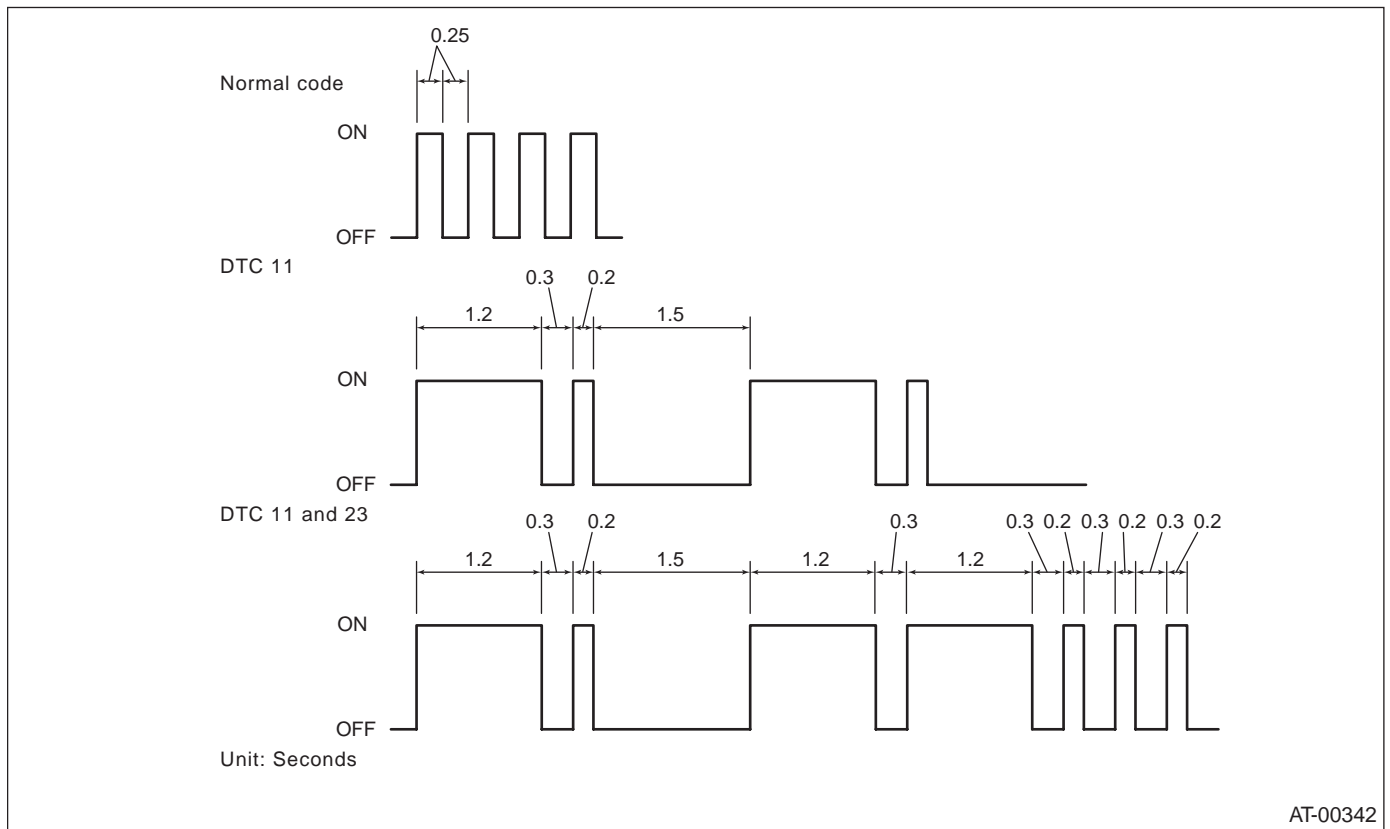 0.25
Normal code
ON
OFF
DTC 11
0.3 0.2
1.2 1.5
ON
OFF
DTC 11 and 23
0.3 0.2 0.3 0.3 0.2 0.3 0.2 0.3 0.2
1.2 1.5 1.2 1.2
ON
OFF
Unit: Seconds
AT-00342